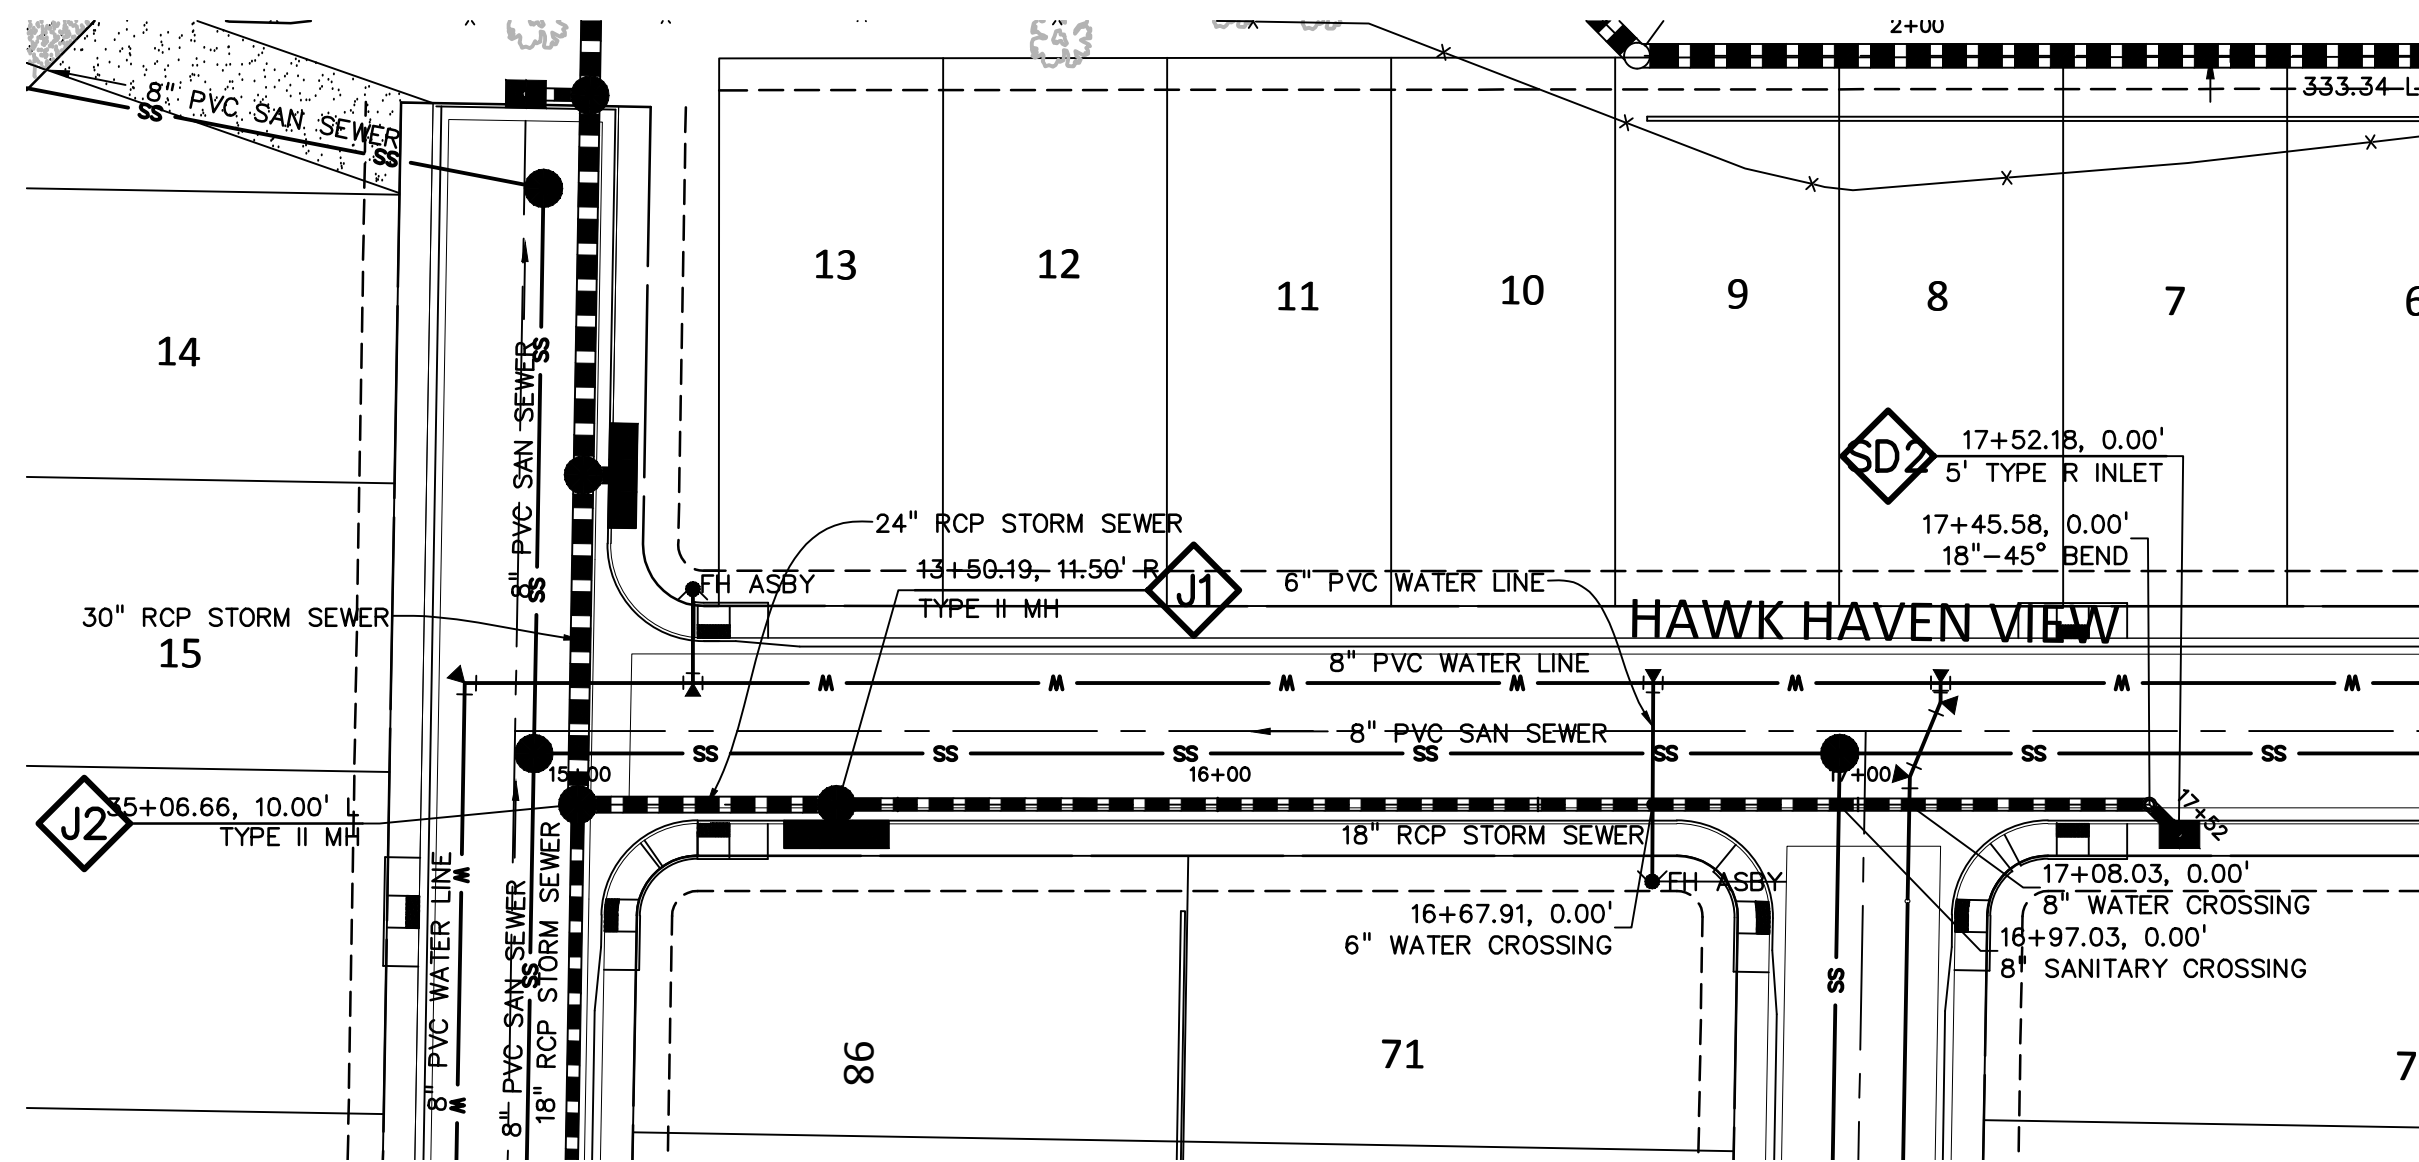 2+00
333.34 L
8" PVC SAN SEWER
SS
SS
13
12
11
10
9
8
7
6
14
SS
8" PVC SAN SEWER
SD2
17+52.18, 0.00'
5' TYPE R INLET
17+45.58, 0.00'
18"-45° BEND
24" RCP STORM SEWER
13+50.19, 11.50' R
TYPE II MH
J1
FH ASBY
6" PVC WATER LINE
SS
30" RCP STORM SEWER
15
HAWK HAVEN VIEW
8" PVC WATER LINE
W
W
W
W
W
W
W
8" PVC SAN SEWER
SS
SS
SS
SS
SS
SS
SS
15+00
16+00
17+00
17+52
J2
35+06.66, 10.00' L
TYPE II MH
18" RCP STORM SEWER
FH ASBY
16+67.91, 0.00'
6" WATER CROSSING
17+08.03, 0.00'
8" WATER CROSSING
16+97.03, 0.00'
8" SANITARY CROSSING
8" PVC WATER LINE
W
W
8" PVC SAN SEWER
SS
18" RCP STORM SEWER
SS
98
71
7